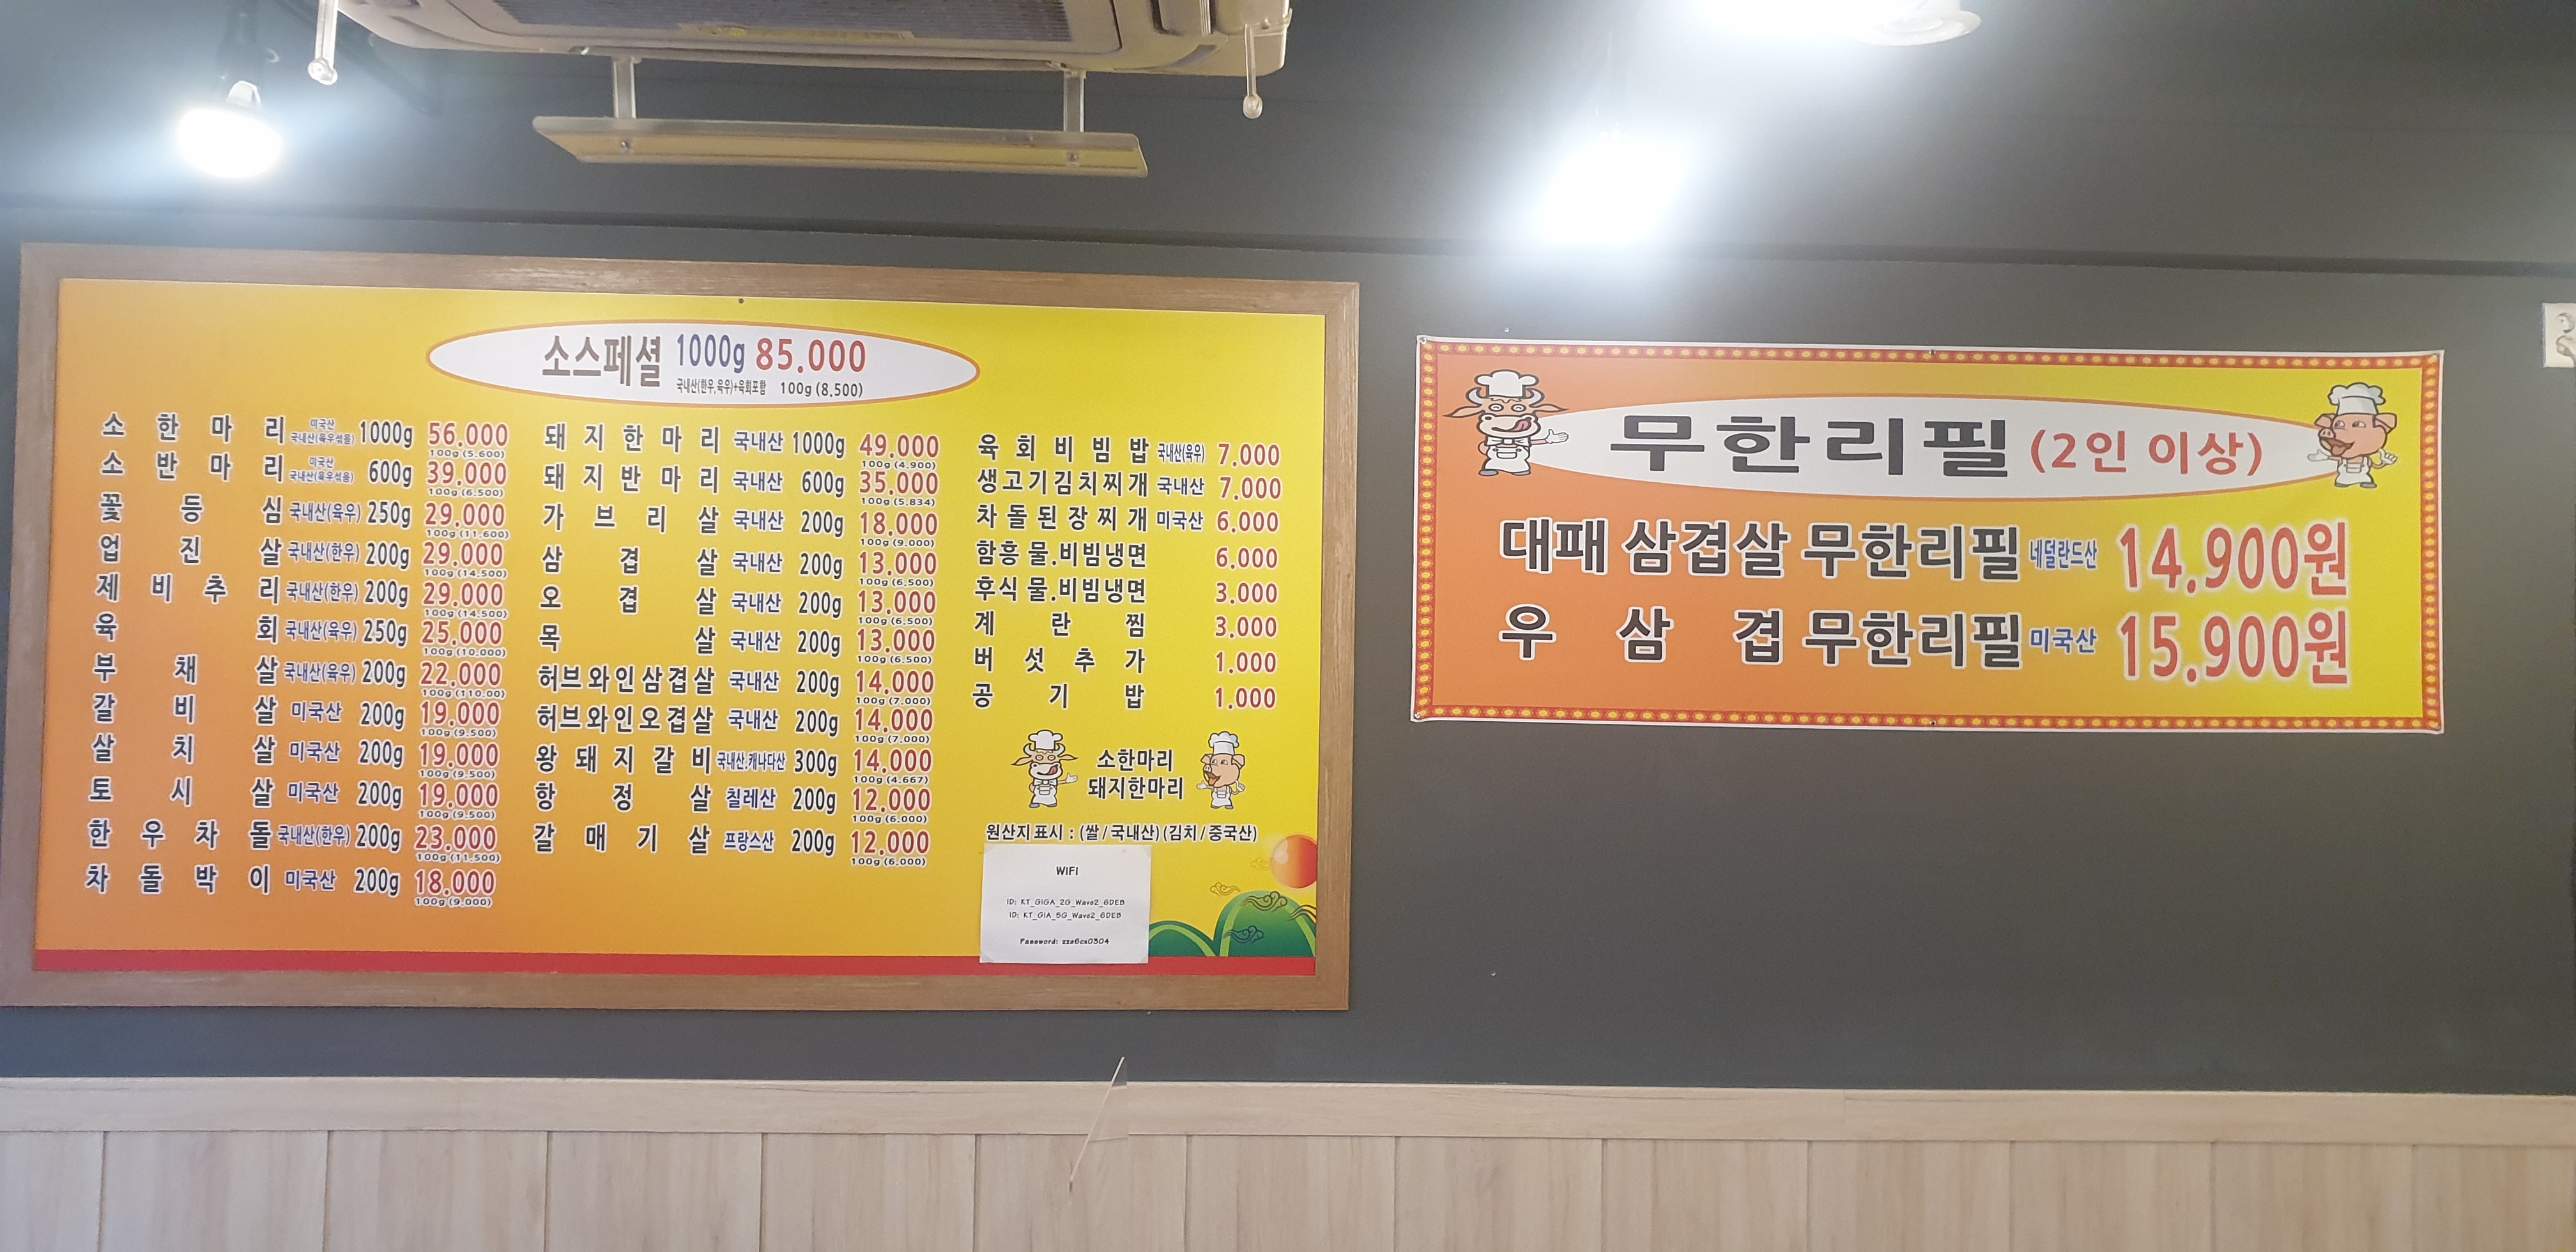 소스페셜 1000g 85.000
국내산(한우,육우)+육회포함 100g (8.500)
소한마리 미국산 국내산(육우섞음) 1000g 56.000
100g (5.600)
소반마리 미국산 국내산(육우섞음) 600g 39.000
100g (6.500)
꽃등심 국내산(육우) 250g 29.000
100g (11.600)
업진살 국내산(한우) 200g 29.000
100g (14.500)
제비추리 국내산(한우) 200g 29.000
100g (14.500)
육회 국내산(육우) 250g 25.000
100g (10.000)
부채살 국내산(육우) 200g 22.000
100g (110.00)
갈비살 미국산 200g 19.000
100g (9.500)
살치살 미국산 200g 19.000
100g (9.500)
토시살 미국산 200g 19.000
100g (9.500)
한우차돌 국내산(한우) 200g 23.000
100g (11.500)
차돌박이 미국산 200g 18.000
100g (9.000)
돼지한마리 국내산 1000g 49.000
100g (4.900)
돼지반마리 국내산 600g 35.000
100g (5.834)
가브리살 국내산 200g 18.000
100g (9.000)
삼겹살 국내산 200g 13.000
100g (6.500)
오겹살 국내산 200g 13.000
100g (6.500)
목살 국내산 200g 13.000
100g (6.500)
허브와인삼겹살 국내산 200g 14.000
100g (7.000)
허브와인오겹살 국내산 200g 14.000
100g (7.000)
왕돼지갈비 국내산.캐나다산 300g 14.000
100g (4.667)
항정살 칠레산 200g 12.000
100g (6.000)
갈매기살 프랑스산 200g 12.000
100g (6.000)
육회비빔밥 국내산(육우) 7.000
생고기김치찌개 국내산 7.000
차돌된장찌개 미국산 6.000
함흥 물.비빔냉면 6.000
후식 물.비빔냉면 3.000
계란찜 3.000
버섯추가 1.000
공기밥 1.000
소한마리
돼지한마리
원산지 표시 : (쌀/국내산) (김치/중국산)
WIFI
ID: KT_GIGA_2G_Wave2_6DEB
ID: KT_GIA_5G_Wave2_6DEB
Password: zzs6cx0304
무한리필 (2인 이상)
대패 삼겹살 무한리필 네덜란드산 14.900원
우삼겹 무한리필 미국산 15.900원